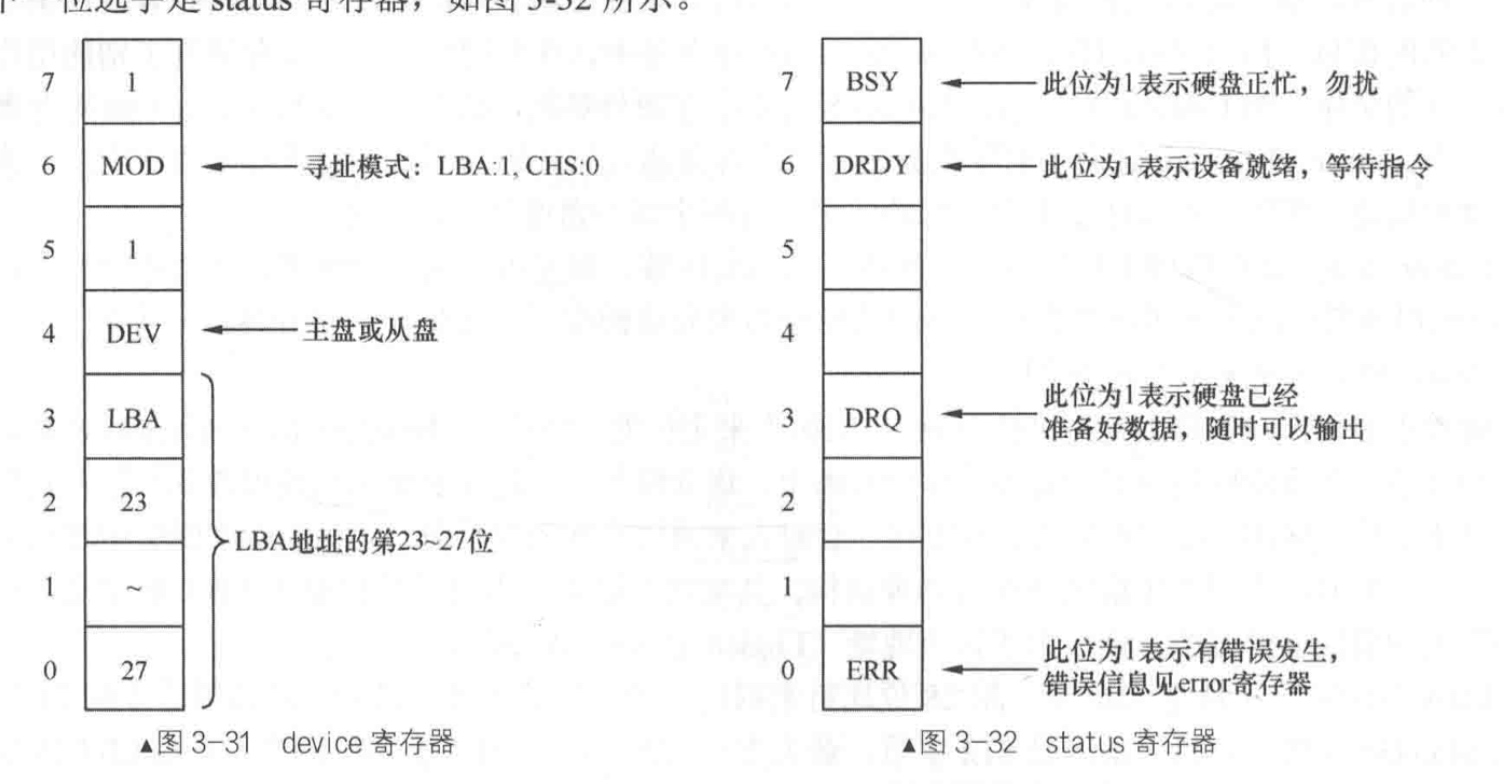 个一位选手是 status 寄存器，如图 3-32 所示。
7 1
6 MOD 寻址模式：LBA:1, CHS:0
5 1
4 DEV 主盘或从盘
3 LBA
2 23
LBA地址的第23~27位
1 ~
0 27
▲图 3-31 device 寄存器
7 BSY 此位为1表示硬盘正忙，勿扰
6 DRDY 此位为1表示设备就绪，等待指令
5
4
3 DRQ 此位为1表示硬盘已经
准备好数据，随时可以输出
2
1
0 ERR 此位为1表示有错误发生，
错误信息见error寄存器
▲图 3-32 status 寄存器